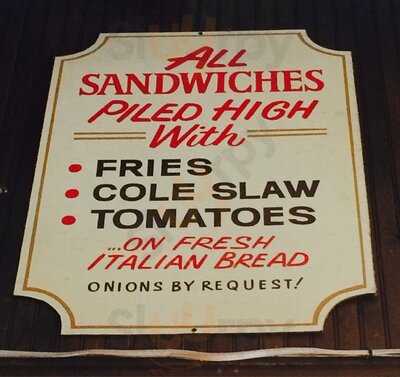 ALL
SANDWICHES
PILED HIGH
With
• FRIES
• COLE SLAW
• TOMATOES
...ON FRESH
ITALIAN BREAD
ONIONS BY REQUEST!